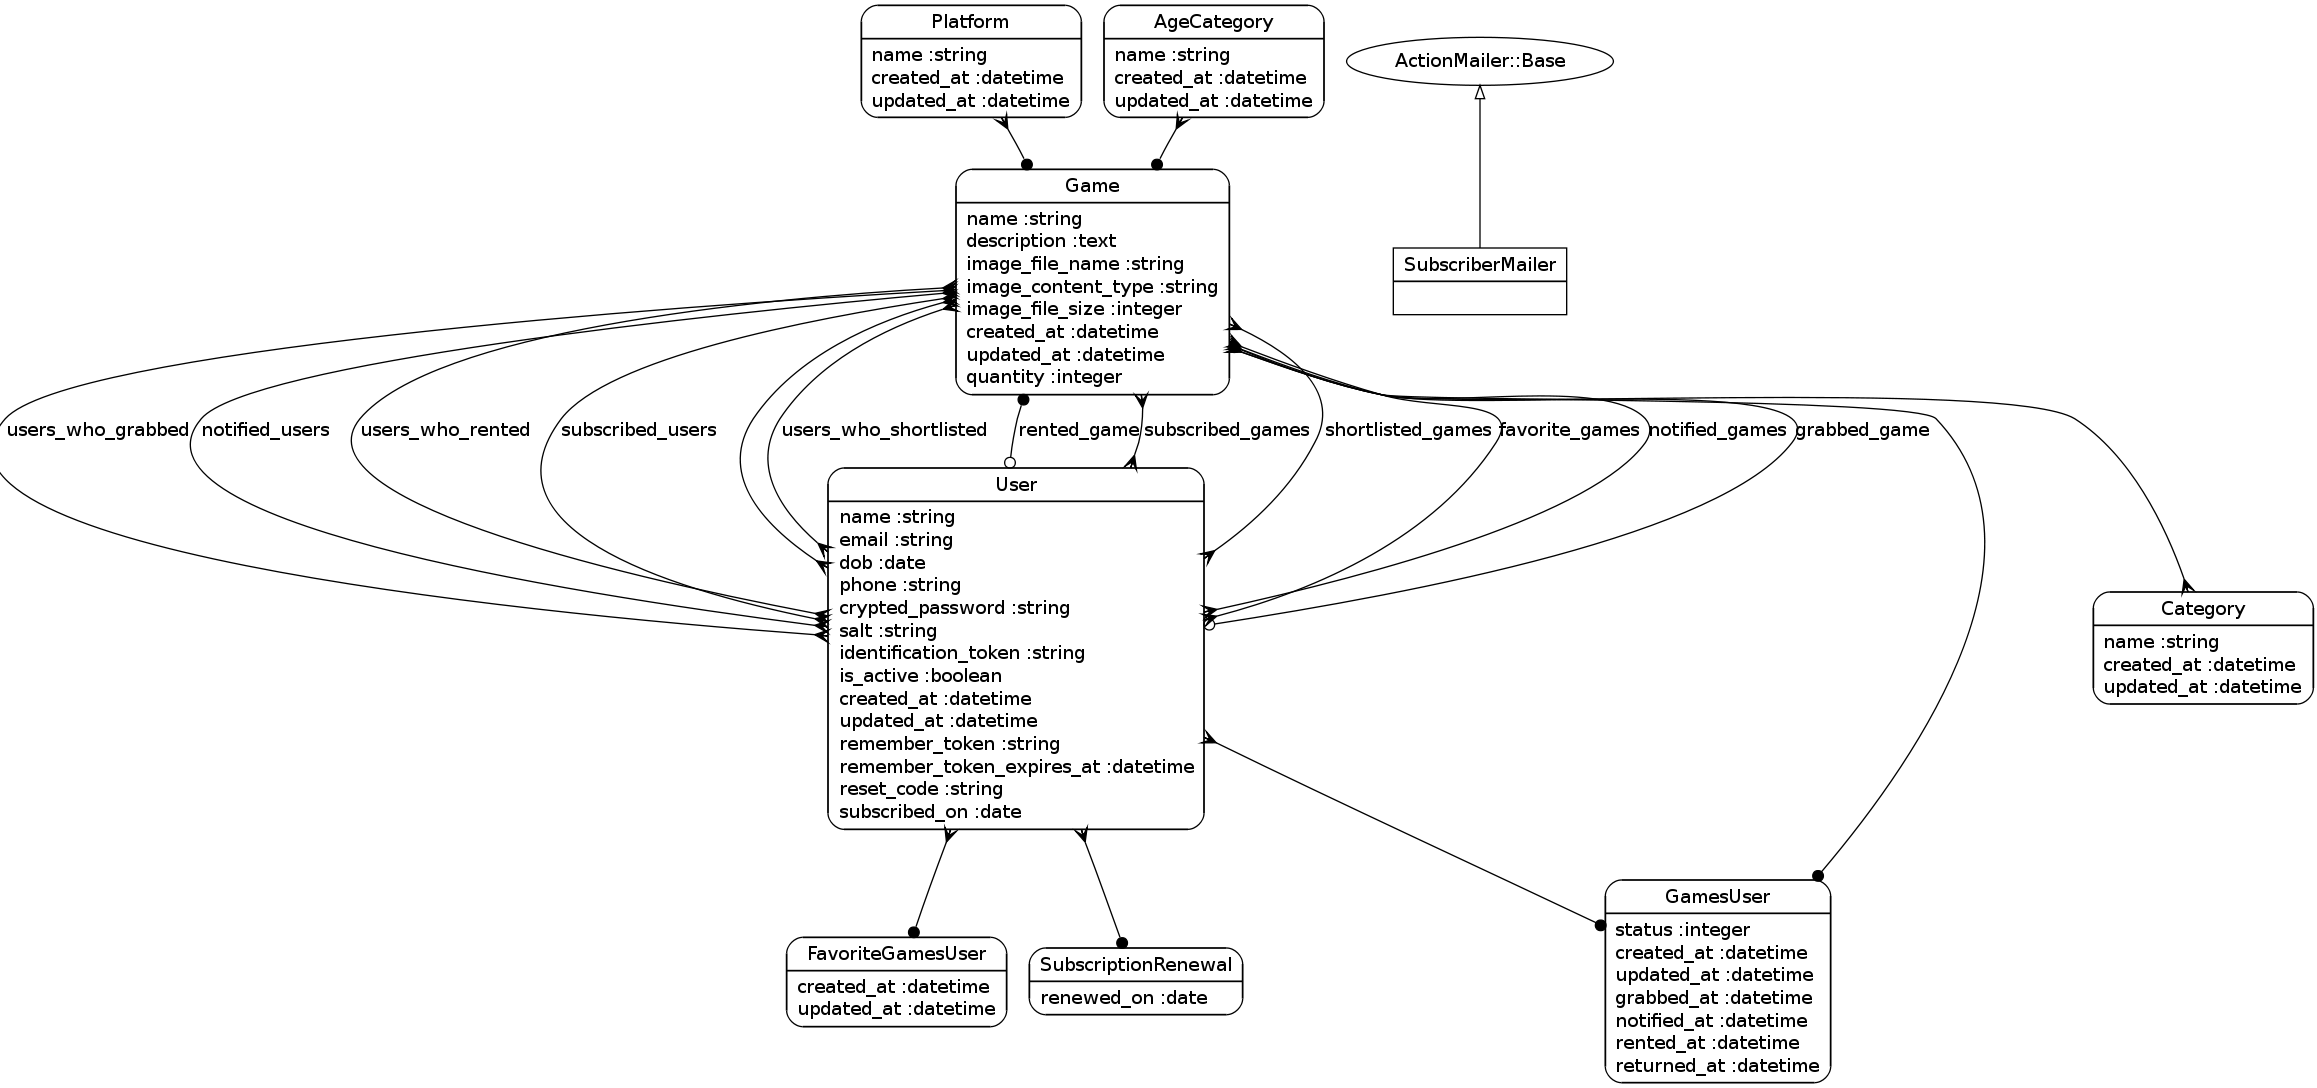 Platform
name :string
created_at :datetime
updated_at :datetime
AgeCategory
name :string
created_at :datetime
updated_at :datetime
ActionMailer::Base
Game
name :string
description :text
image_file_name :string
image_content_type :string
image_file_size :integer
created_at :datetime
updated_at :datetime
quantity :integer
SubscriberMailer
users_who_grabbed
notified_users
users_who_rented
subscribed_users
users_who_shortlisted
rented_game
subscribed_games
shortlisted_games
favorite_games
notified_games
grabbed_game
User
name :string
email :string
dob :date
phone :string
crypted_password :string
salt :string
identification_token :string
is_active :boolean
created_at :datetime
updated_at :datetime
remember_token :string
remember_token_expires_at :datetime
reset_code :string
subscribed_on :date
Category
name :string
created_at :datetime
updated_at :datetime
FavoriteGamesUser
created_at :datetime
updated_at :datetime
SubscriptionRenewal
renewed_on :date
GamesUser
status :integer
created_at :datetime
updated_at :datetime
grabbed_at :datetime
notified_at :datetime
rented_at :datetime
returned_at :datetime